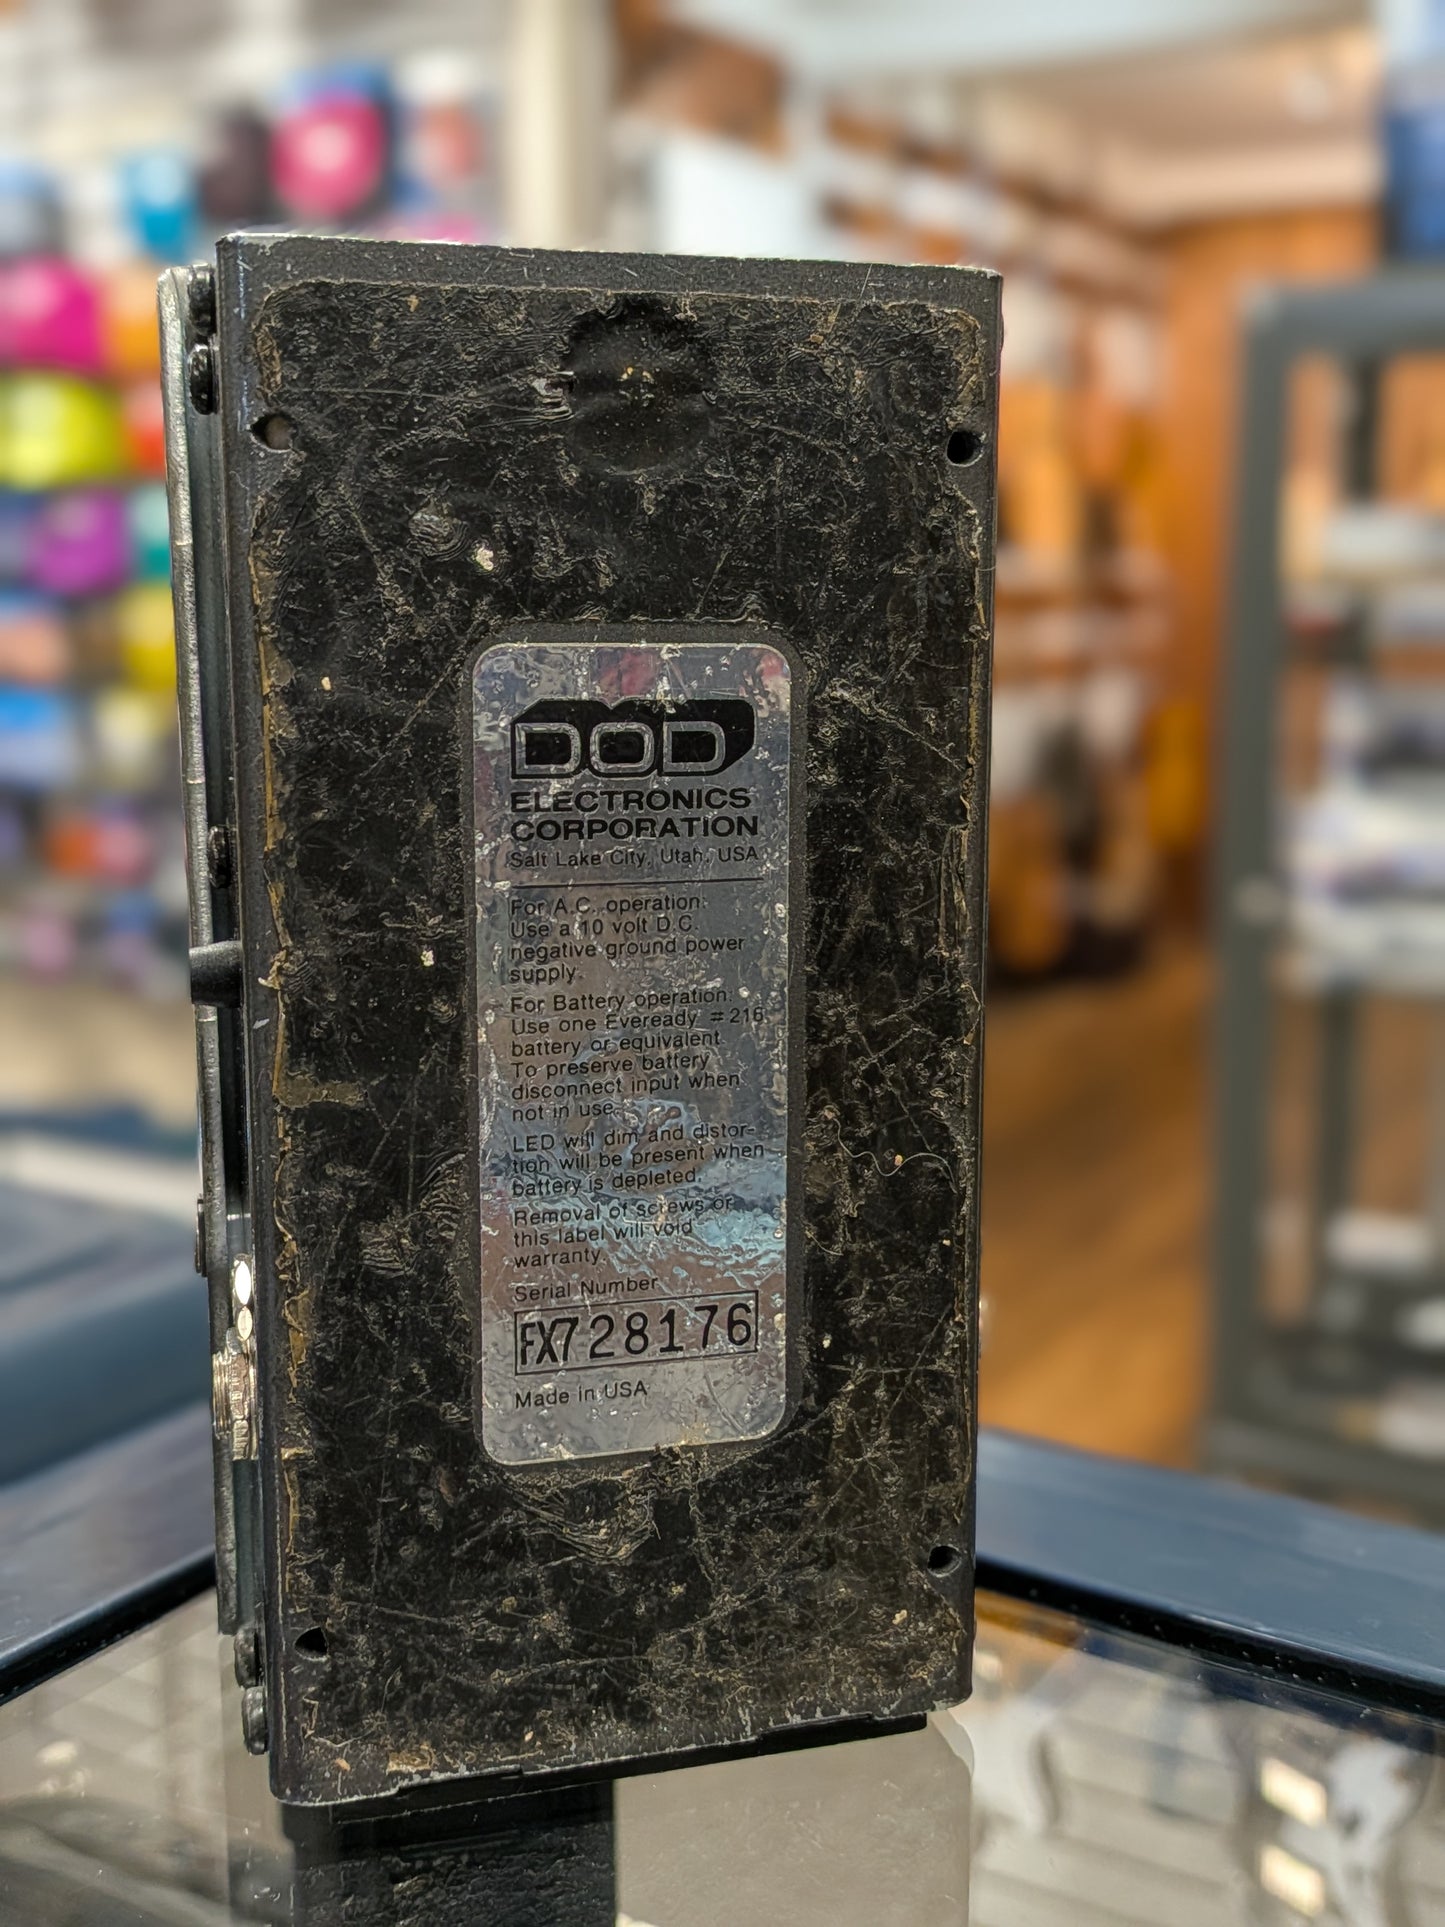 DOD
ELECTRONICS
CORPORATION
Salt Lake City, Utah, USA
For A.C. operation:
Use a 10 volt D.C.
negative ground power
supply.
For Battery operation:
Use one Eveready #216
battery or equivalent.
To preserve battery
disconnect input when
not in use.
LED will dim and distor-
tion will be present when
battery is depleted.
Removal of screws or
this label will void
warranty.
Serial Number
FX728176
Made in USA